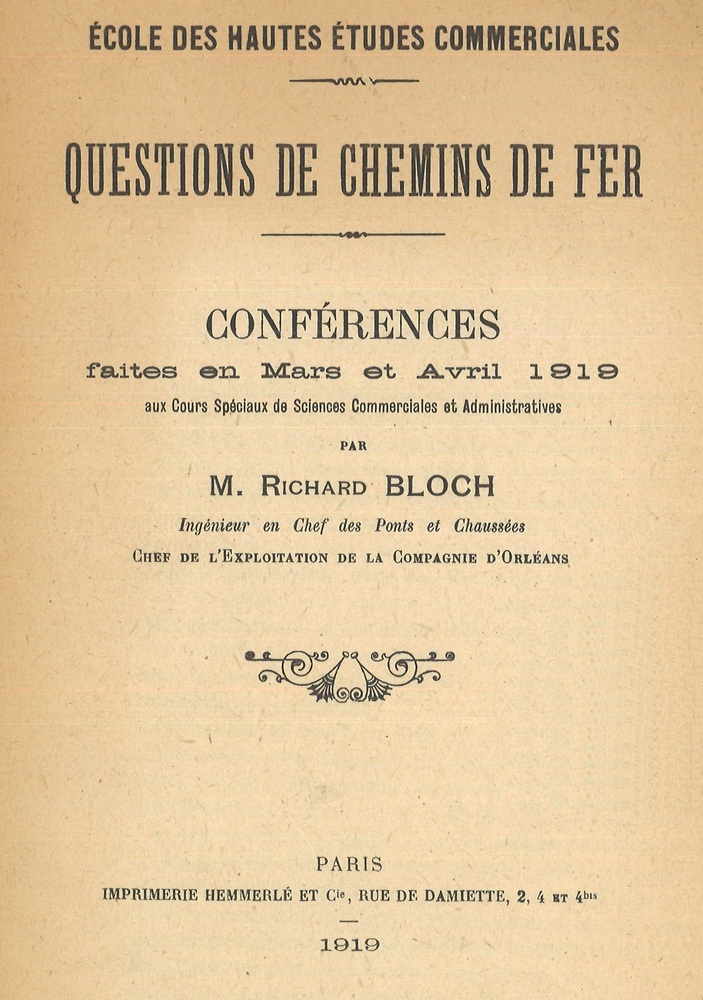 ÉCOLE DES HAUTES ÉTUDES COMMERCIALES
QUESTIONS DE CHEMINS DE FER
CONFÉRENCES
faites en Mars et Avril 1919
aux Cours Spéciaux de Sciences Commerciales et Administratives
PAR
M. RICHARD BLOCH
Ingénieur en Chef des Ponts et Chaussées
CHEF DE L'EXPLOITATION DE LA COMPAGNIE D'ORLÉANS
PARIS
IMPRIMERIE HEMMERLÉ ET Cie, RUE DE DAMIETTE, 2, 4 ET 4bis
1919